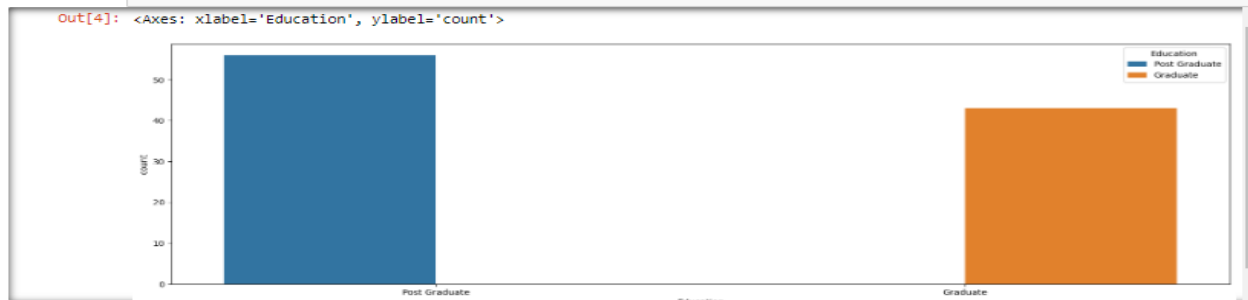 Out[4]: <Axes: xlabel='Education', ylabel='count'>
Education
Post Graduate
Graduate
50
40
30
20
10
0
count
Post Graduate Graduate